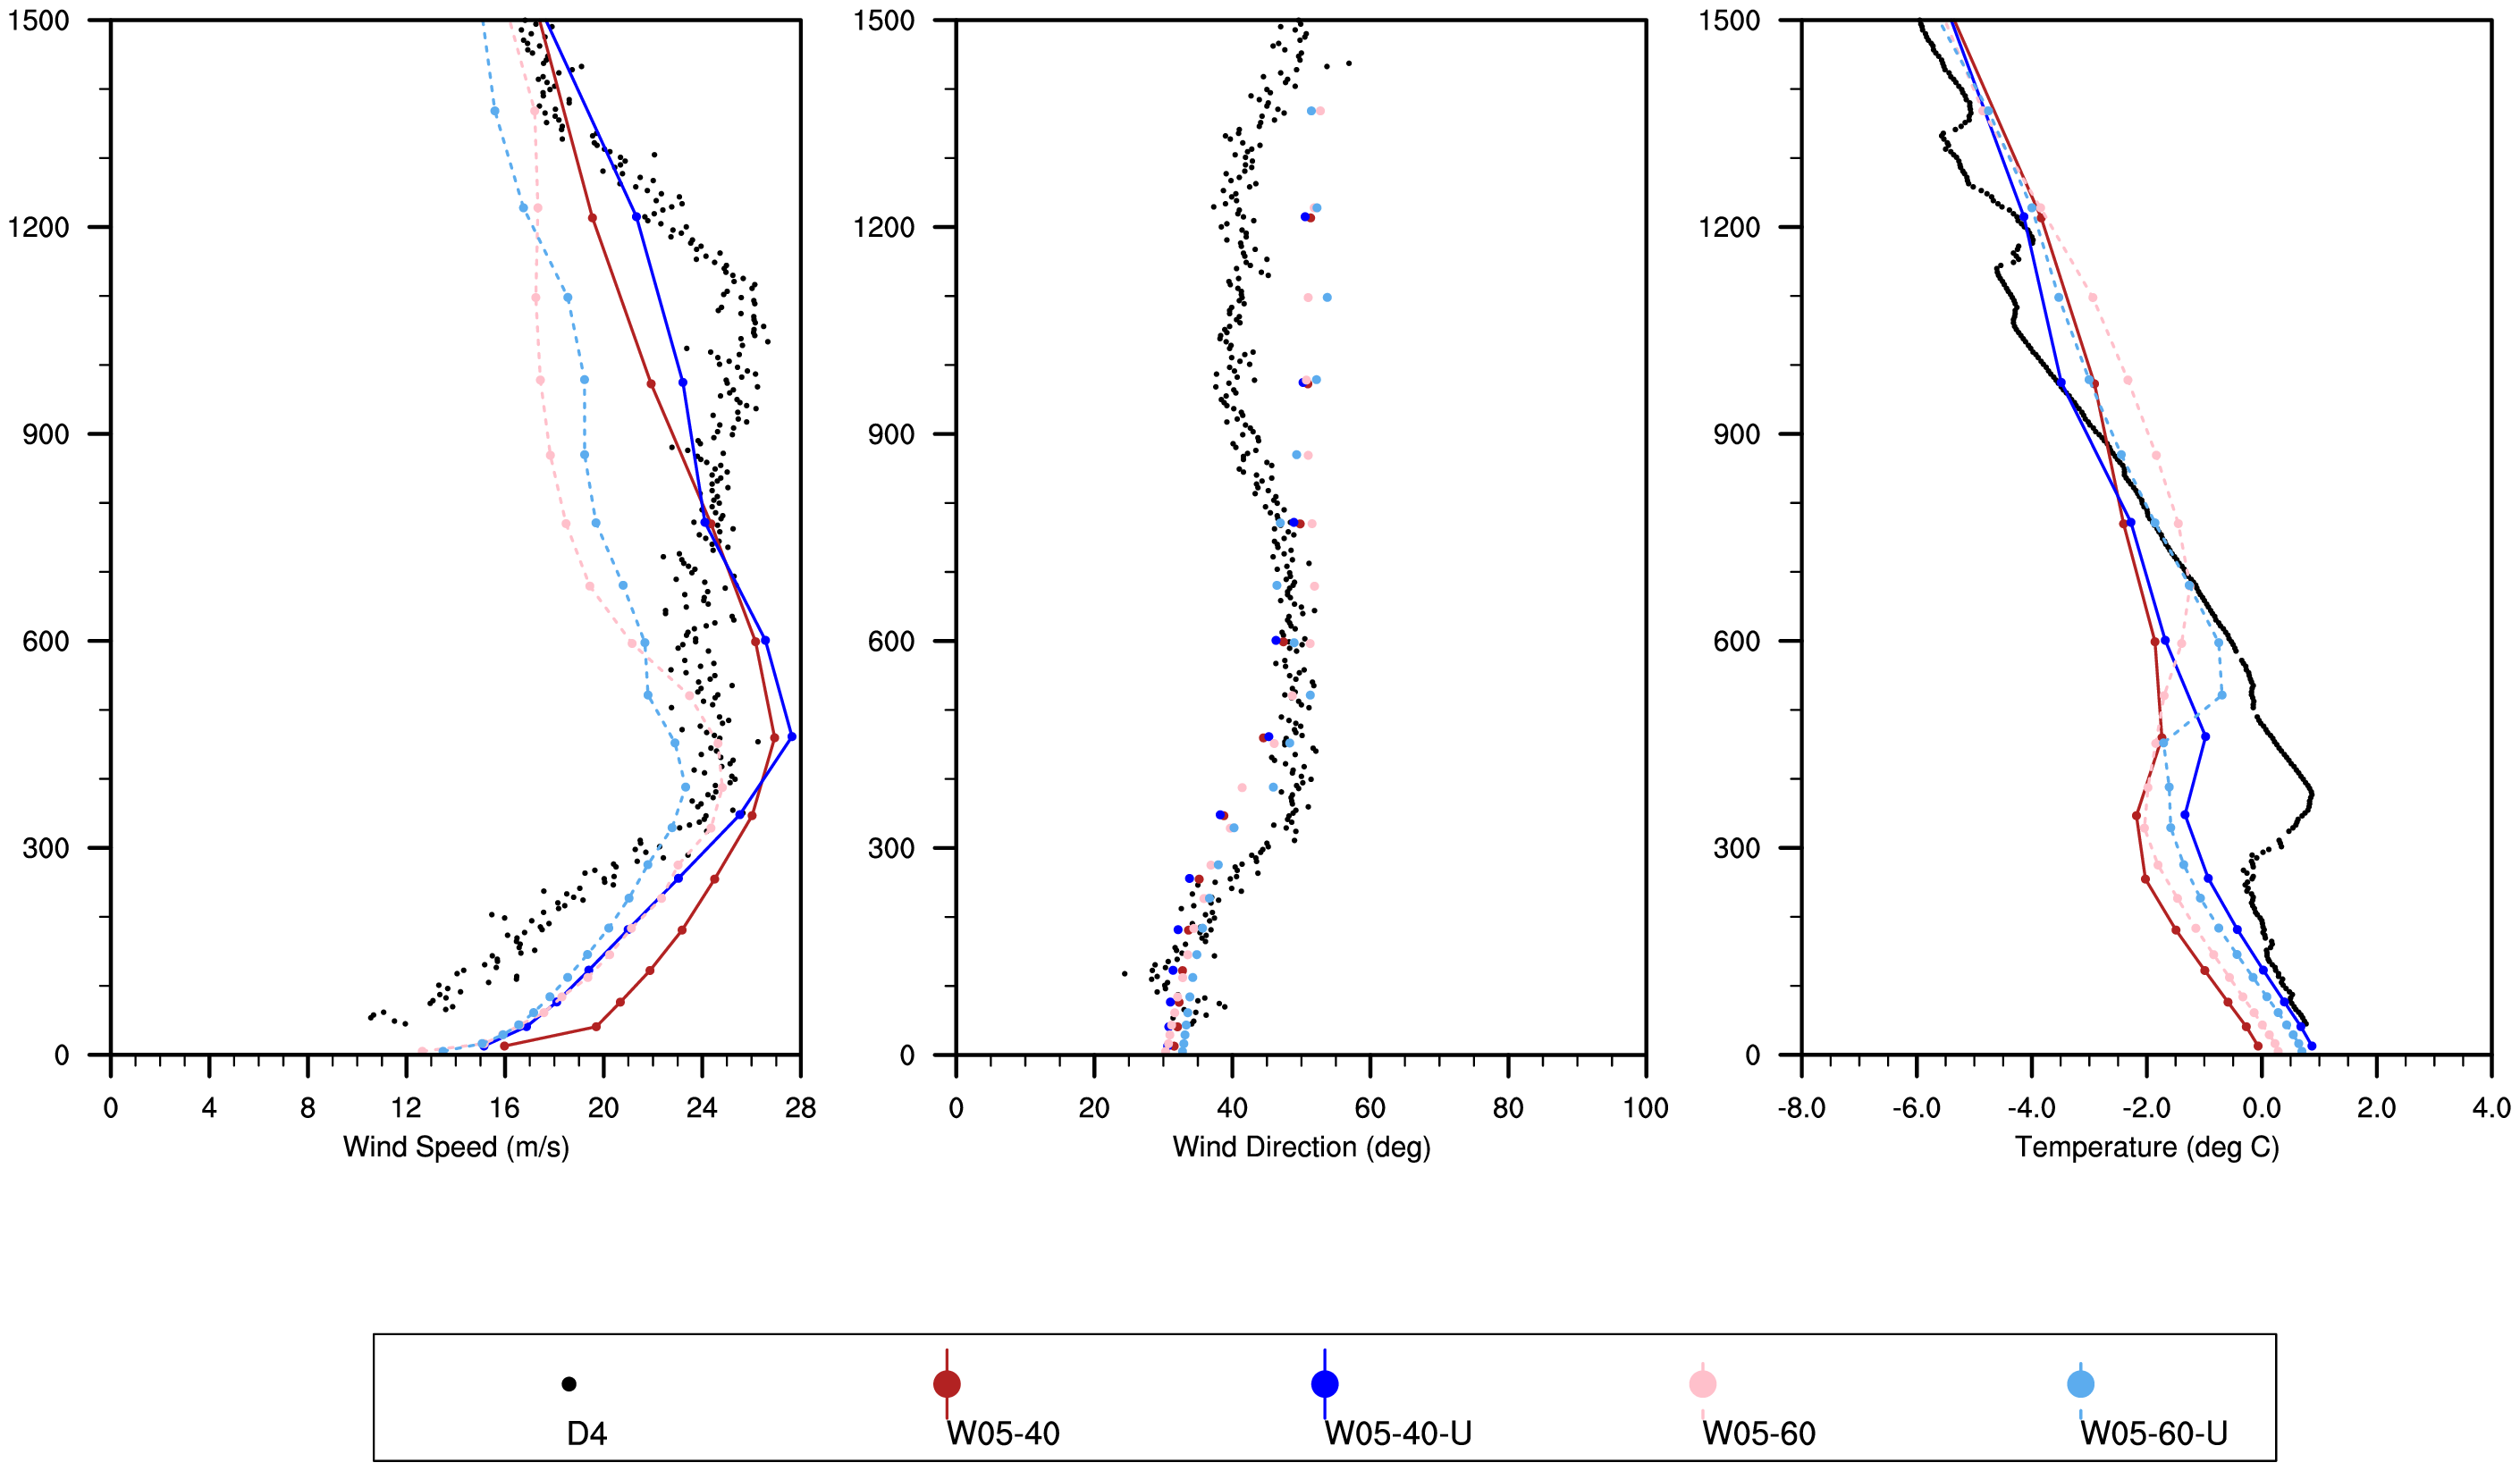 1500
1200
900
600
300
0
0 4 8 12 16 20 24 28
Wind Speed (m/s)
1500
1200
900
600
300
0
0 20 40 60 80 100
Wind Direction (deg)
1500
1200
900
600
300
0
-8.0 -6.0 -4.0 -2.0 0.0 2.0 4.0
Temperature (deg C)
D4 W05-40 W05-40-U W05-60 W05-60-U